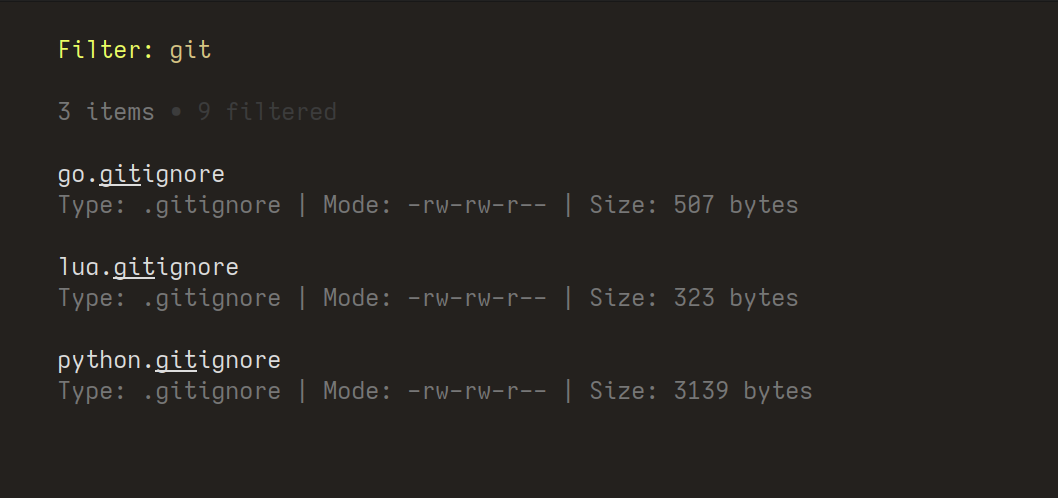 Filter: git
3 items • 9 filtered
go.gitignore
Type: .gitignore | Mode: -rw-rw-r-- | Size: 507 bytes
lua.gitignore
Type: .gitignore | Mode: -rw-rw-r-- | Size: 323 bytes
python.gitignore
Type: .gitignore | Mode: -rw-rw-r-- | Size: 3139 bytes